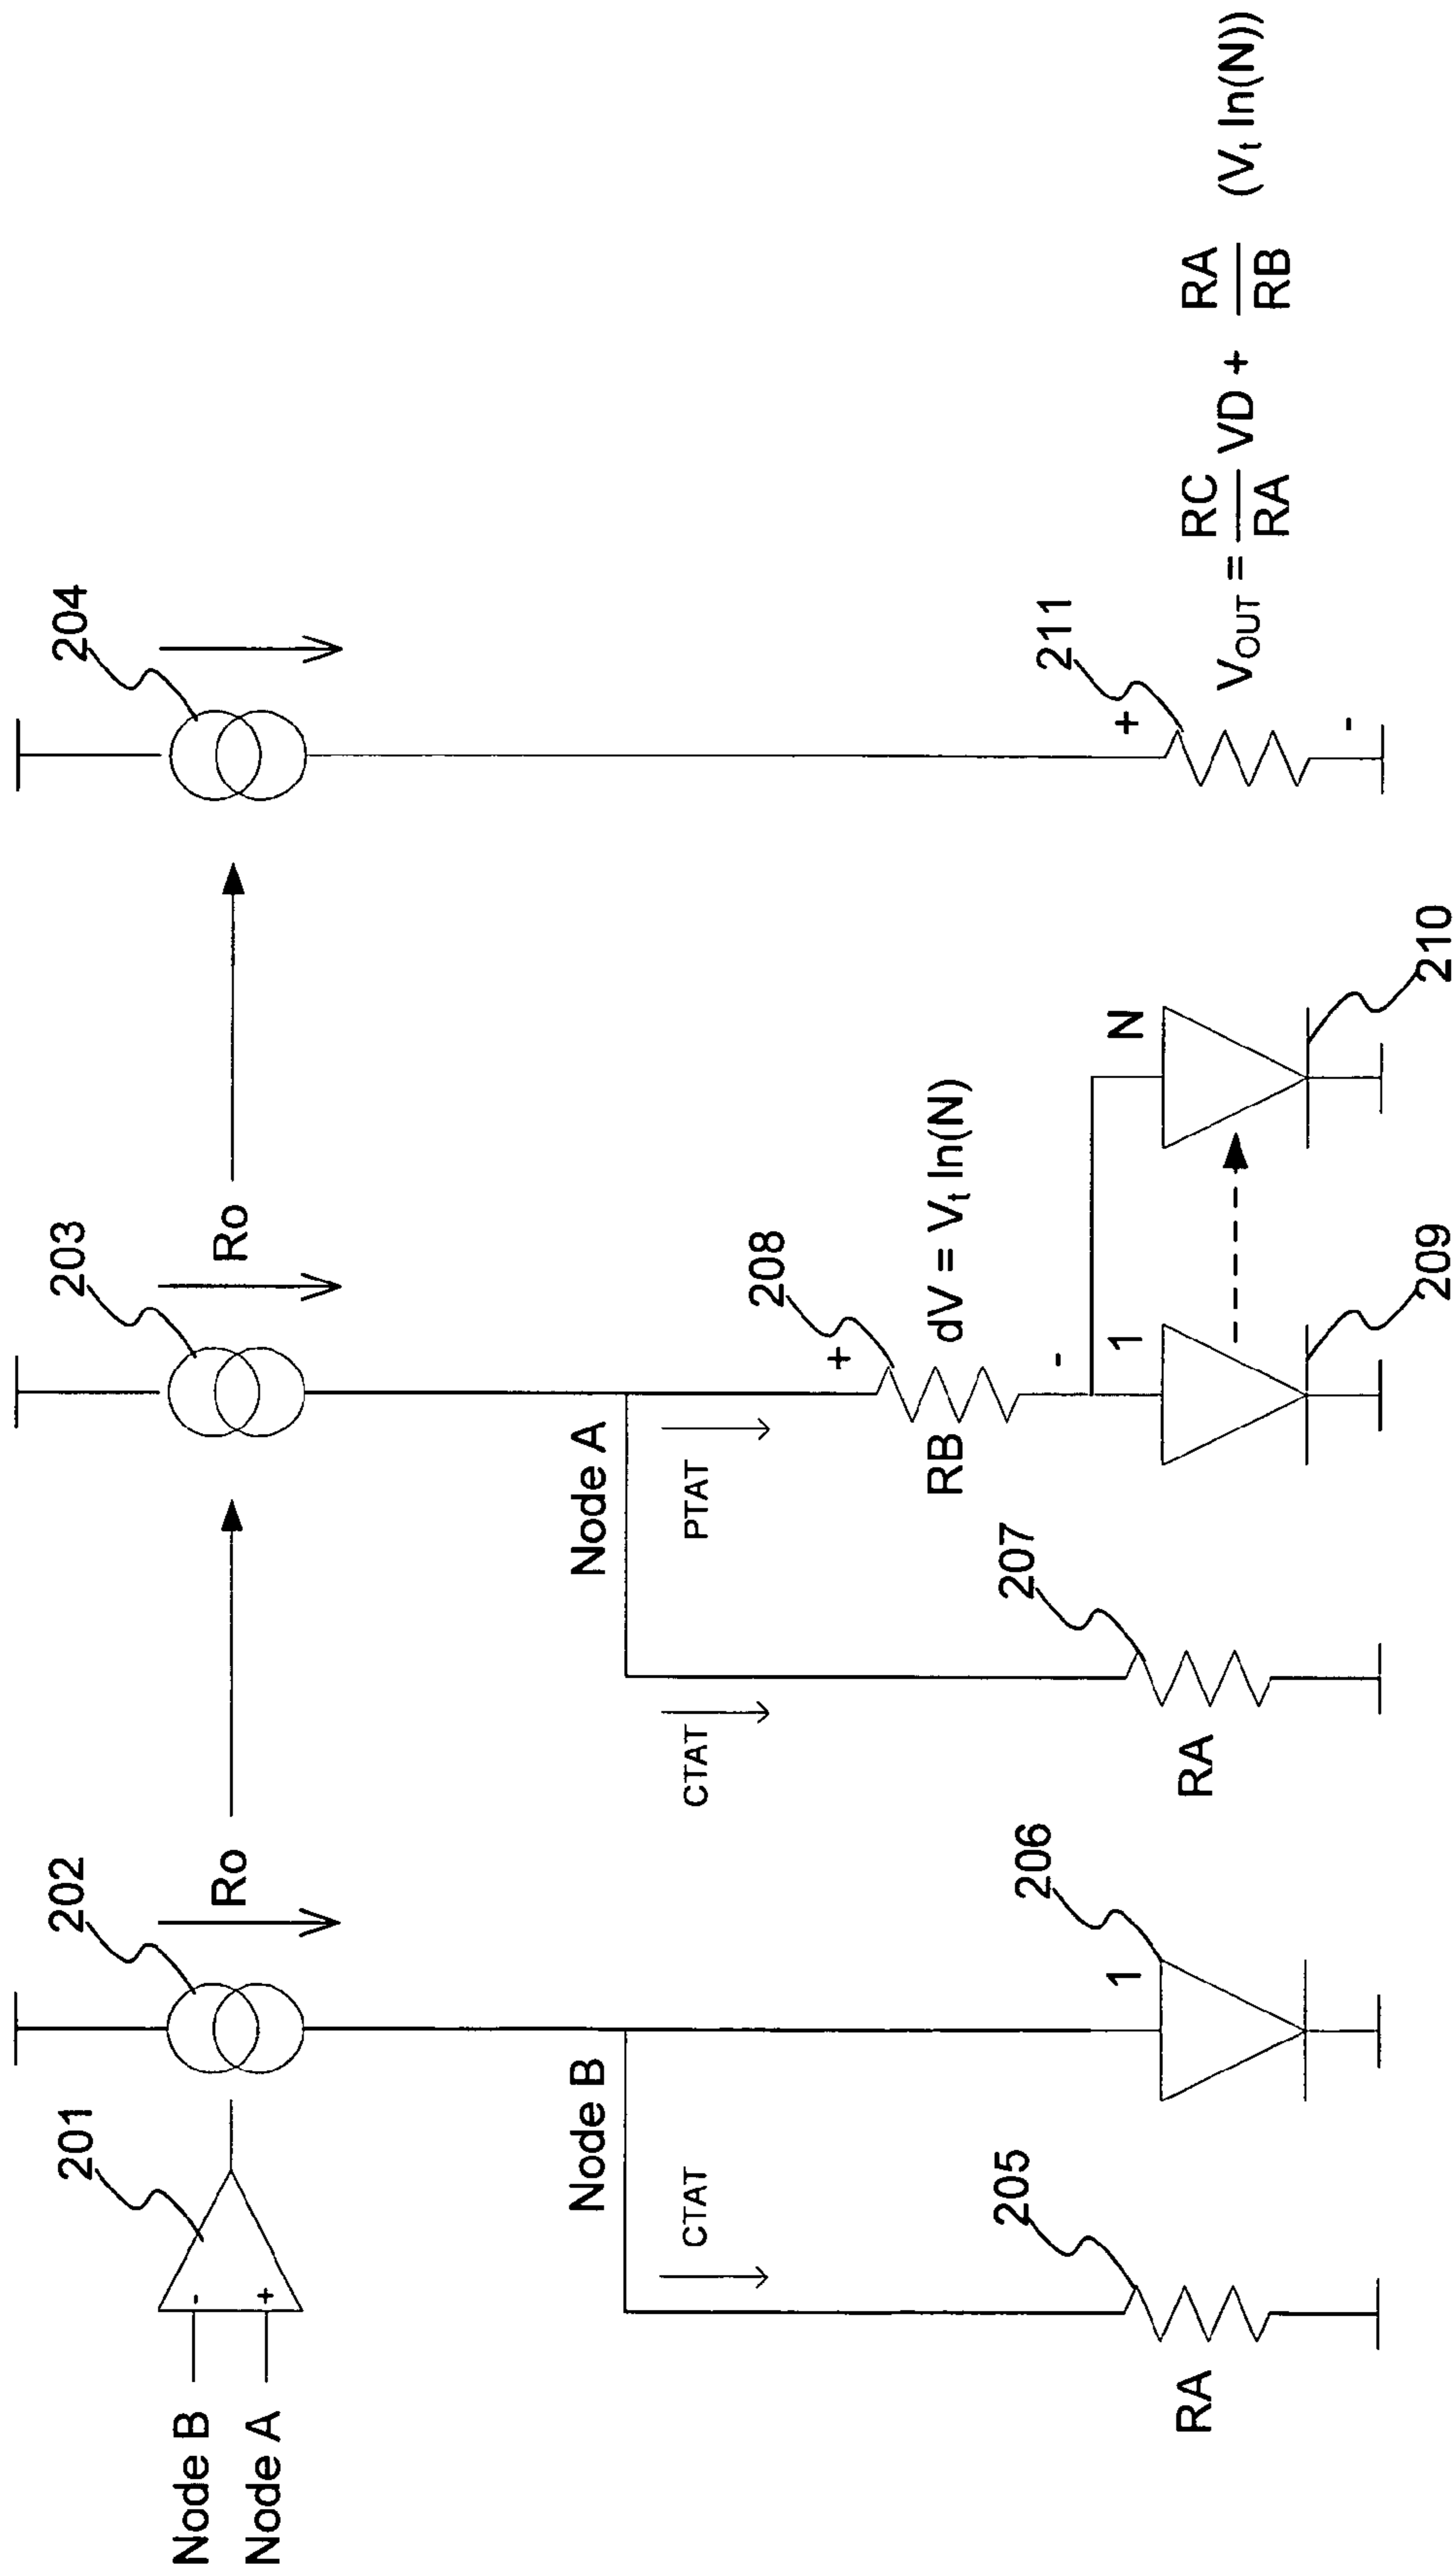 201
202
203
204
Node B
Node A
-
+
Ro
Ro
Node B
Node A
CTAT
CTAT
PTAT
205
RA
206
1
207
RA
208
+
RB
dV = Vt ln(N)
-
1
N
209
210
211
+
-
VOUT = RC/RA VD + RA/RB (Vt ln(N))